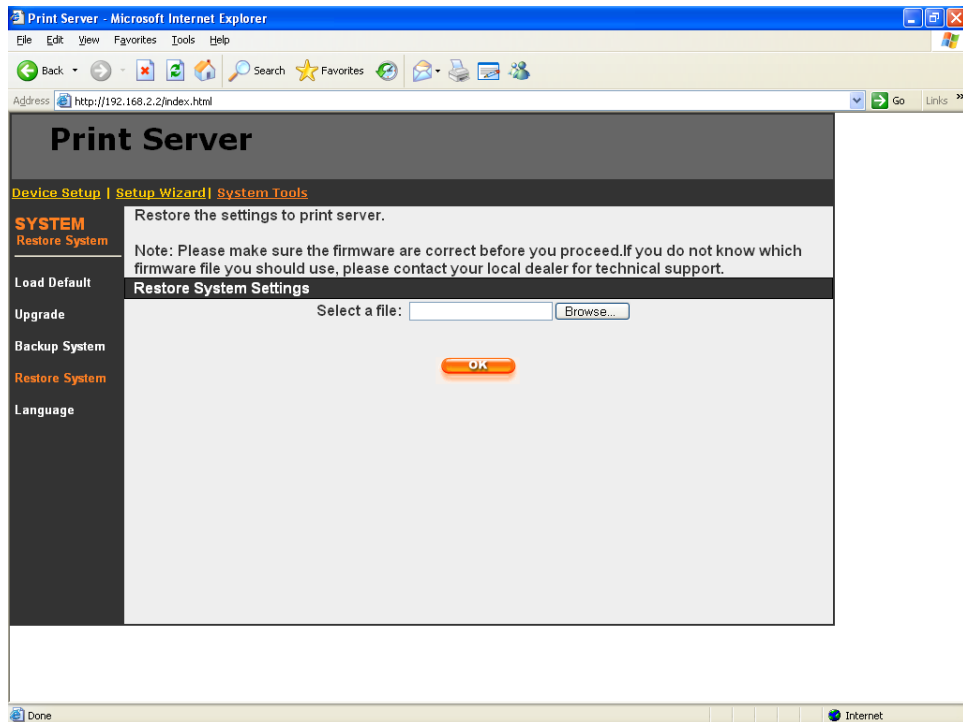 Print Server - Microsoft Internet Explorer
File Edit View Favorites Tools Help
Back Search Favorites
Address http://192.168.2.2/index.html Go Links »
Print Server
Device Setup | Setup Wizard | System Tools
SYSTEM
Restore System
Load Default
Upgrade
Backup System
Restore System
Language
Restore the settings to print server.
Note: Please make sure the firmware are correct before you proceed.If you do not know which
firmware file you should use, please contact your local dealer for technical support.
Restore System Settings
Select a file: Browse...
OK
Done Internet